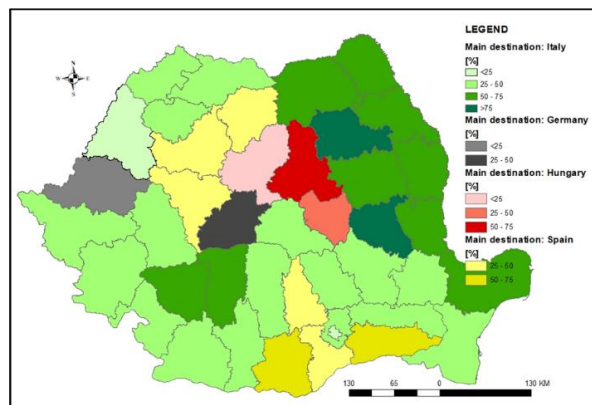 LEGEND
Main destination: Italy
[%]
<25
25 - 50
50 - 75
>75
Main destination: Germany
[%]
<25
25 - 50
Main destination: Hungary
[%]
<25
25 - 50
50 - 75
Main destination: Spain
[%]
25 - 50
50 - 75
N
W E
S
130 65 0 130 KM